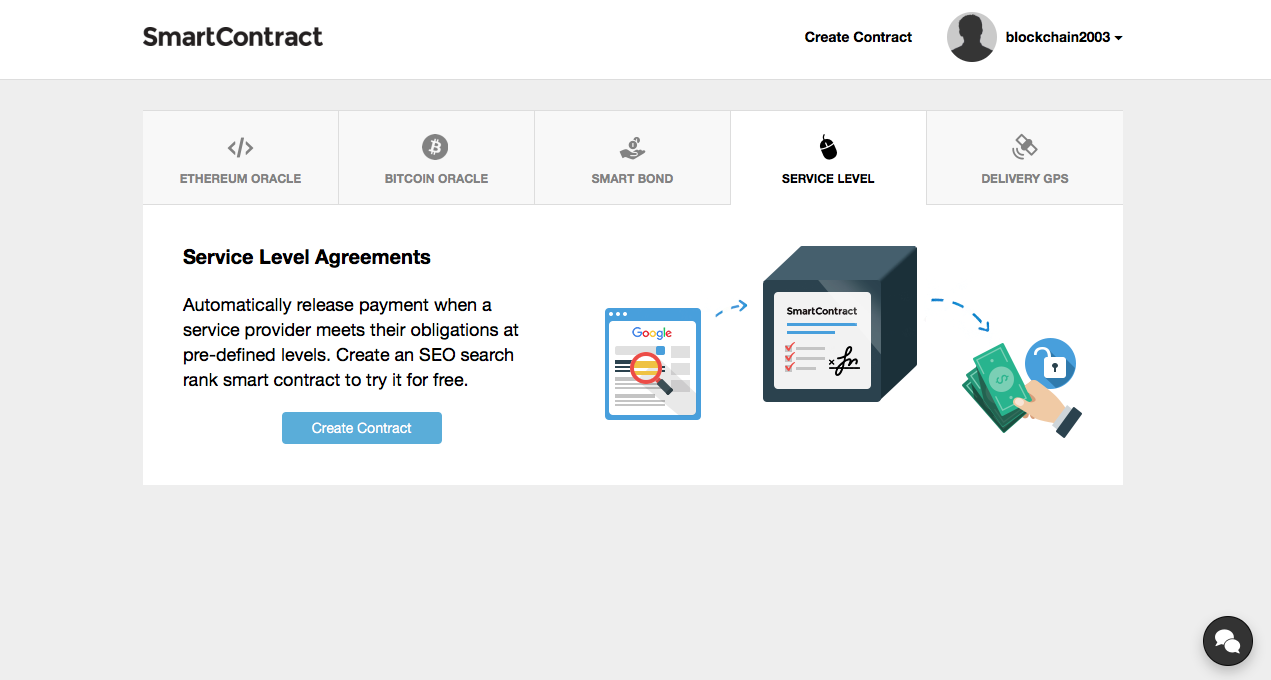 SmartContract
Create Contract
blockchain2003
ETHEREUM ORACLE
BITCOIN ORACLE
SMART BOND
SERVICE LEVEL
DELIVERY GPS
Service Level Agreements
Automatically release payment when a
service provider meets their obligations at
pre-defined levels. Create an SEO search
rank smart contract to try it for free.
Create Contract
Google
SmartContract